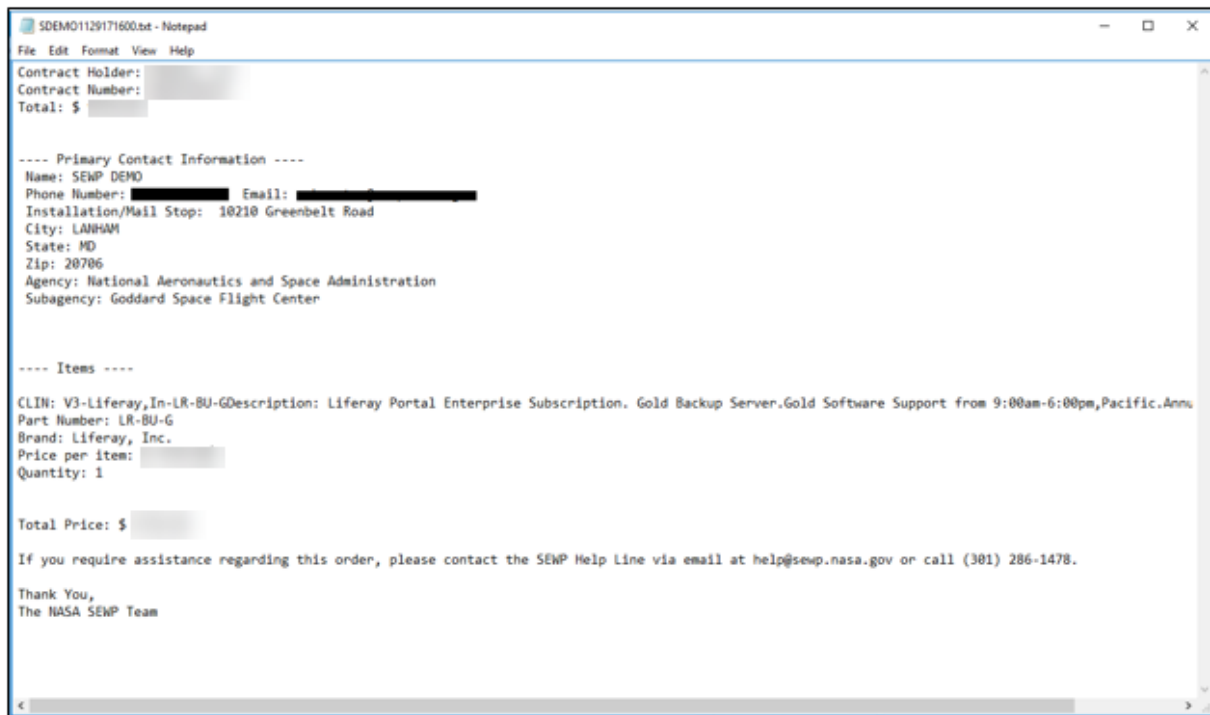 SDEMO1129171600.txt - Notepad
File Edit Format View Help
Contract Holder:
Contract Number:
Total: $
---- Primary Contact Information ----
Name: SEWP DEMO
Phone Number: Email:
Installation/Mail Stop: 10210 Greenbelt Road
City: LANHAM
State: MD
Zip: 20706
Agency: National Aeronautics and Space Administration
Subagency: Goddard Space Flight Center
---- Items ----
CLIN: V3-Liferay,In-LR-BU-GDescription: Liferay Portal Enterprise Subscription. Gold Backup Server.Gold Software Support from 9:00am-6:00pm,Pacific.Annu
Part Number: LR-BU-G
Brand: Liferay, Inc.
Price per item:
Quantity: 1
Total Price: $
If you require assistance regarding this order, please contact the SEWP Help Line via email at help@sewp.nasa.gov or call (301) 286-1478.
Thank You,
The NASA SEWP Team